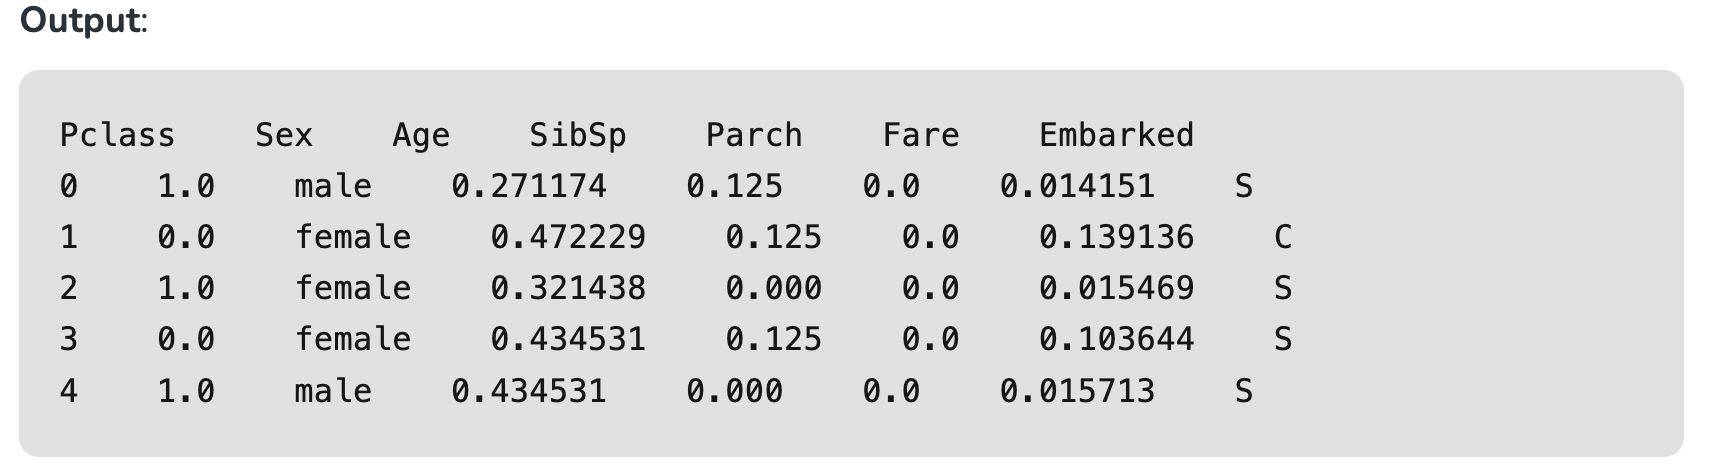 Output:
Pclass    Sex    Age    SibSp    Parch    Fare    Embarked
0    1.0    male    0.271174    0.125    0.0    0.014151    S
1    0.0    female    0.472229    0.125    0.0    0.139136    C
2    1.0    female    0.321438    0.000    0.0    0.015469    S
3    0.0    female    0.434531    0.125    0.0    0.103644    S
4    1.0    male    0.434531    0.000    0.0    0.015713    S